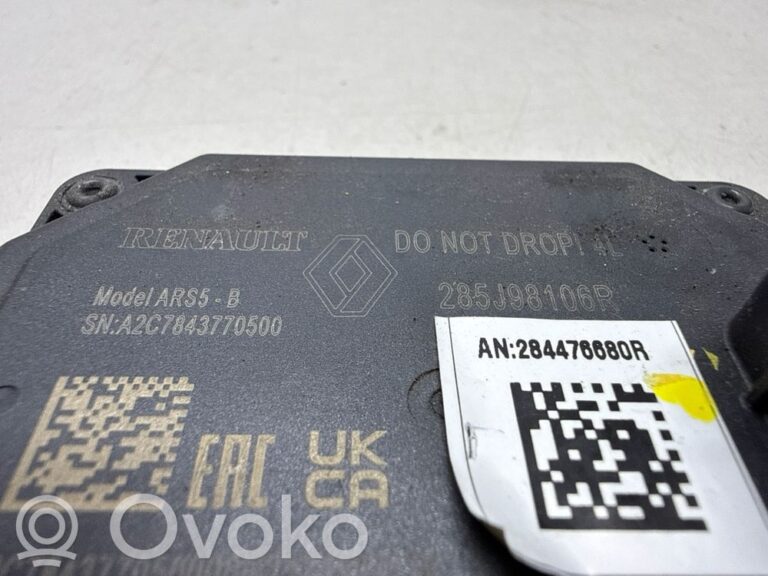 RENAULT
DO NOT DROP! 4L
Model ARS5 - B
285J98106R
SN:A2C7843770500
AN:284476680R
EAC
UK
CA
Ovoko